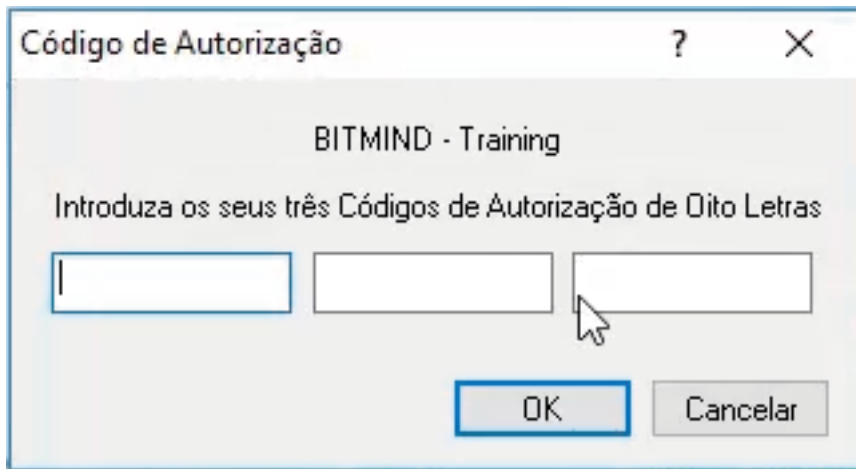 Código de Autorização ? X
BITMIND - Training
Introduza os seus três Códigos de Autorização de Oito Letras
OK Cancelar